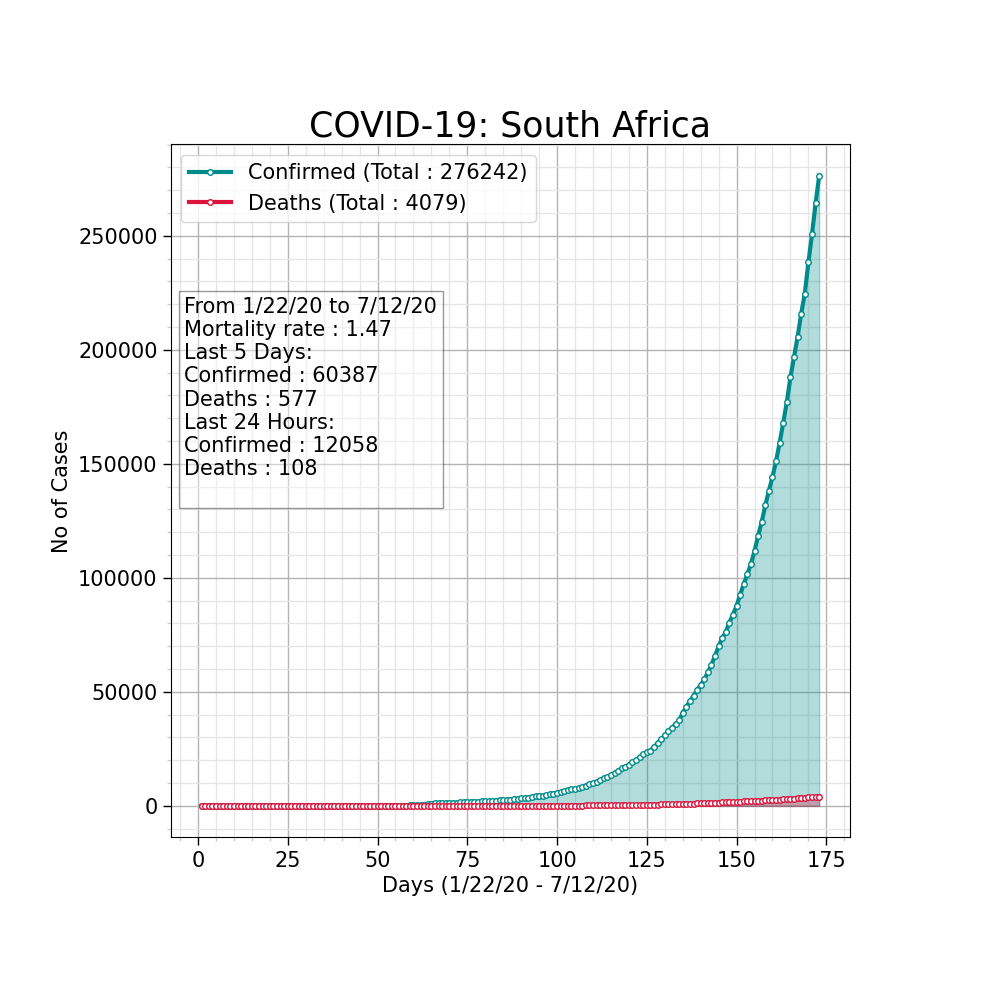 COVID-19: South Africa
Confirmed (Total : 276242)
Deaths (Total : 4079)
From 1/22/20 to 7/12/20
Mortality rate : 1.47
Last 5 Days:
Confirmed : 60387
Deaths : 577
Last 24 Hours:
Confirmed : 12058
Deaths : 108
No of Cases
250000
200000
150000
100000
50000
0
0 25 50 75 100 125 150 175
Days (1/22/20 - 7/12/20)